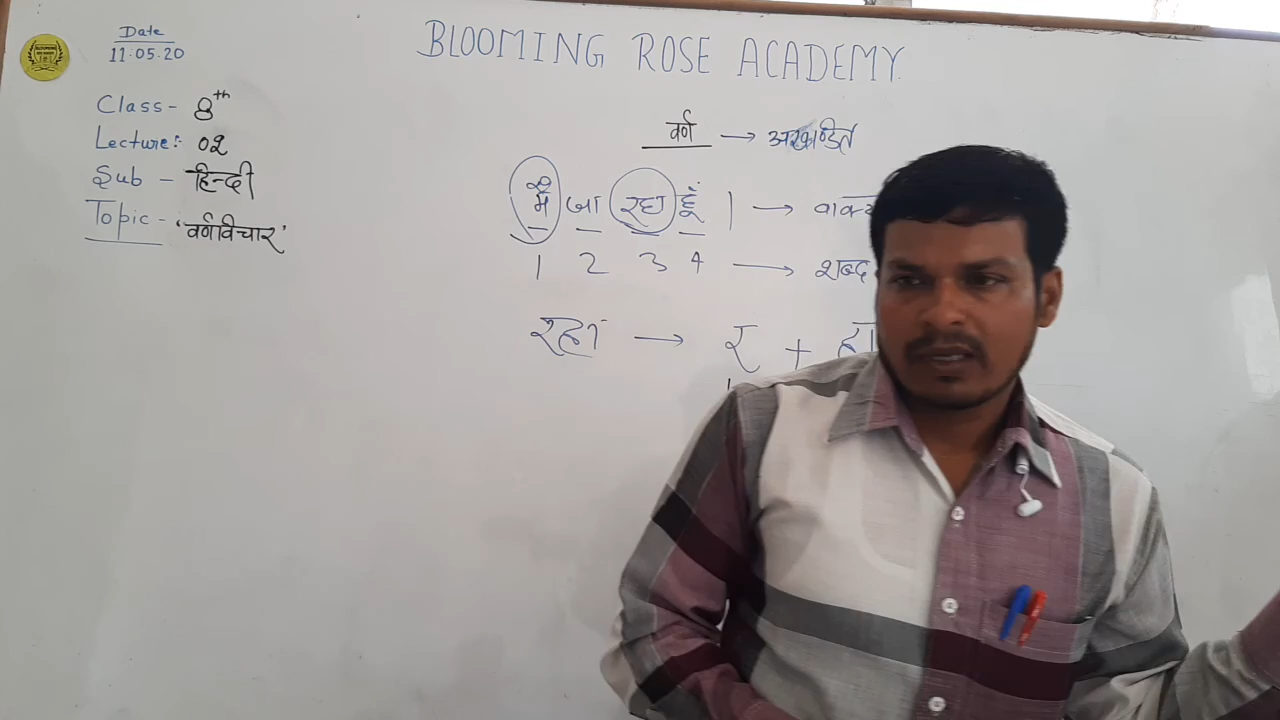 Date
11.05.20
BLOOMING ROSE ACADEMY
Class- 8th
Lecture:- 02
Sub - हिन्दी
Topic - 'वर्णविचार'
वर्ण → अखण्डित
मैं जा रहा हूँ | →
1 2 3 4 → शब्द
रहा → र + हा